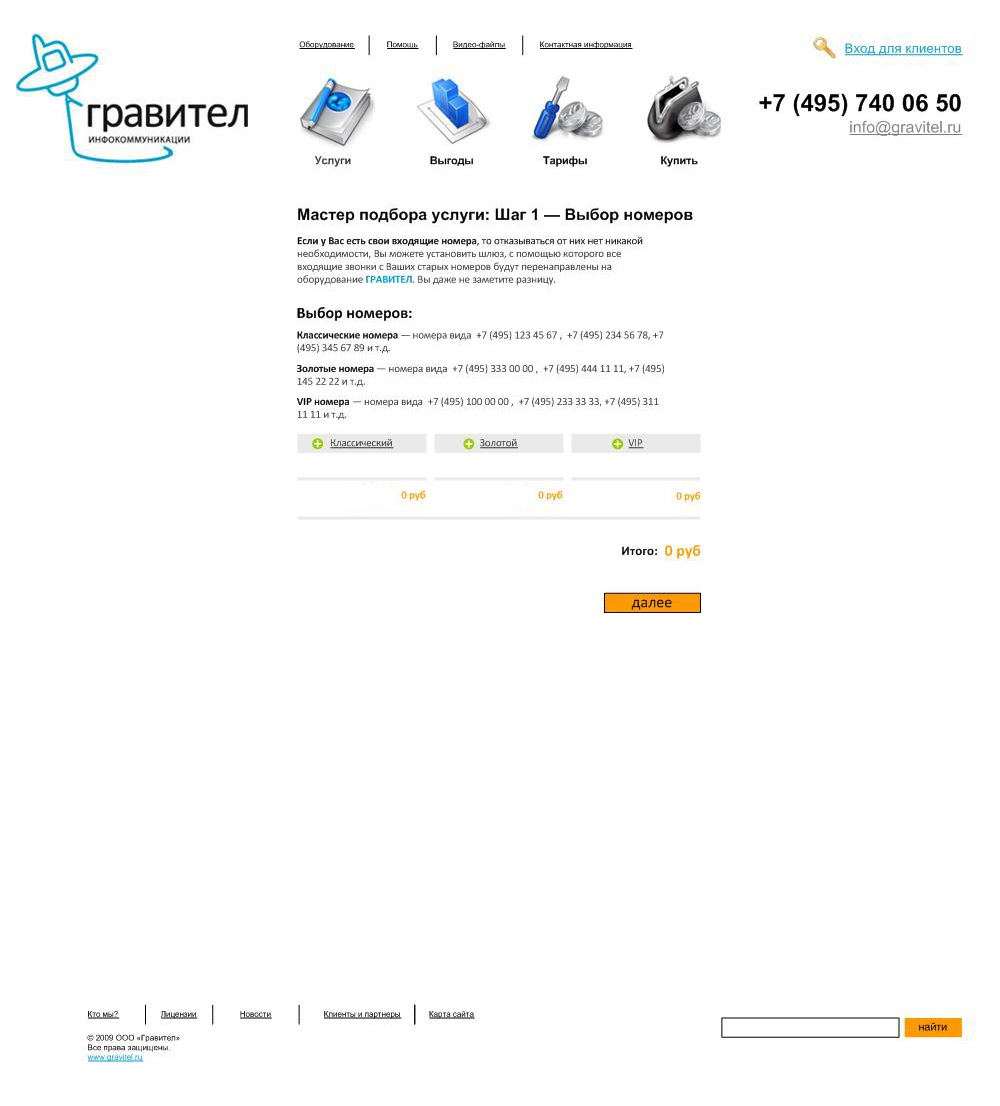 Оборудование
Помощь
Видео-файлы
Контактная информация
Вход для клиентов
гравител
ИНФОКОММУНИКАЦИИ
+7 (495) 740 06 50
info@gravitel.ru
Услуги
Выгоды
Тарифы
Купить
Мастер подбора услуги: Шаг 1 — Выбор номеров
Если у Вас есть свои входящие номера, то отказываться от них нет никакой
необходимости, Вы можете установить шлюз, с помощью которого все
входящие звонки с Ваших старых номеров будут перенаправлены на
оборудование ГРАВИТЕЛ. Вы даже не заметите разницу.
Выбор номеров:
Классические номера — номера вида +7 (495) 123 45 67 , +7 (495) 234 56 78, +7
(495) 345 67 89 и т.д.
Золотые номера — номера вида +7 (495) 333 00 00 , +7 (495) 444 11 11, +7 (495)
145 22 22 и т.д.
VIP номера — номера вида +7 (495) 100 00 00 , +7 (495) 233 33 33, +7 (495) 311
11 11 и т.д.
Классический
Золотой
VIP
0 руб
0 руб
0 руб
Итого: 0 руб
далее
Кто мы?
Лицензии
Новости
Клиенты и партнеры
Карта сайта
найти
© 2009 ООО «Гравител»
Все права защищены.
www.gravitel.ru